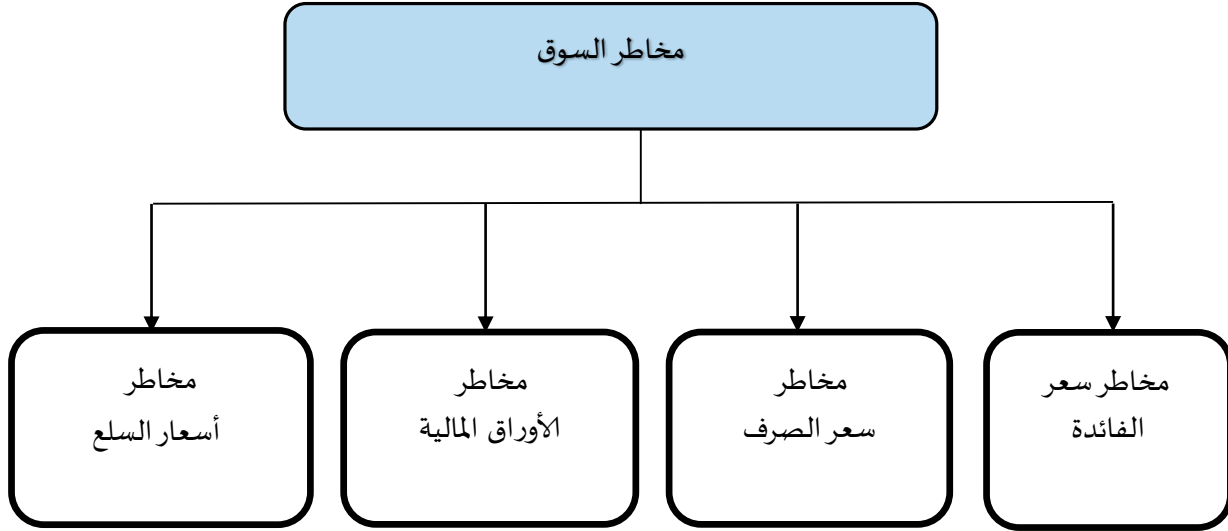 مخاطر السوق
مخاطر سعر
الفائدة
مخاطر
سعر الصرف
مخاطر
الأوراق المالية
مخاطر
أسعار السلع